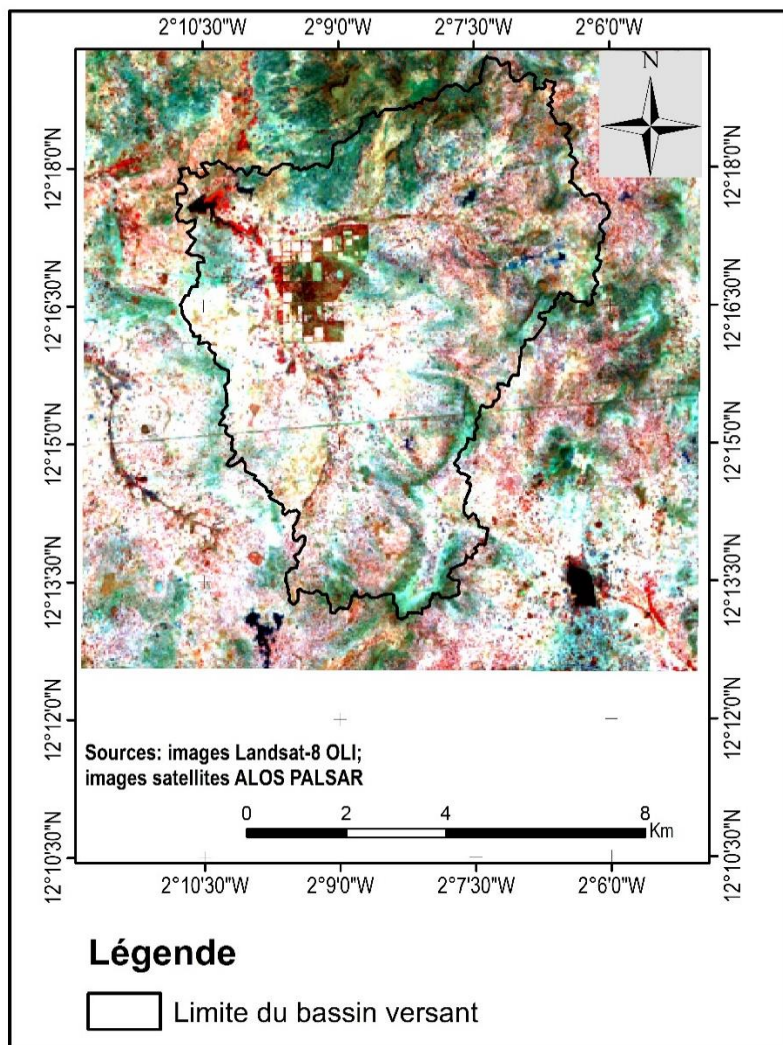 2°10'30"W 2°9'0"W 2°7'30"W 2°6'0"W
N
12°18'0"N 12°18'0"N
12°16'30"N 12°16'30"N
12°15'0"N 12°15'0"N
12°13'30"N 12°13'30"N
12°12'0"N 12°12'0"N
Sources: images Landsat-8 OLI;
images satellites ALOS PALSAR
0 2 4 8
Km
12°10'30"N 12°10'30"N
2°10'30"W 2°9'0"W 2°7'30"W 2°6'0"W
Légende
Limite du bassin versant